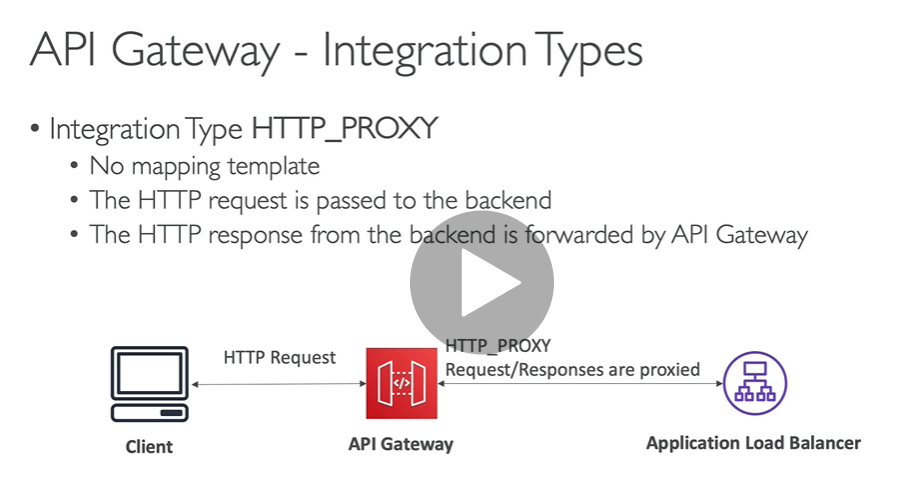 API Gateway - Integration Types
• Integration Type HTTP_PROXY
• No mapping template
• The HTTP request is passed to the backend
• The HTTP response from the backend is forwarded by API Gateway
HTTP Request
HTTP_PROXY
Request/Responses are proxied
</>
Client
API Gateway
Application Load Balancer